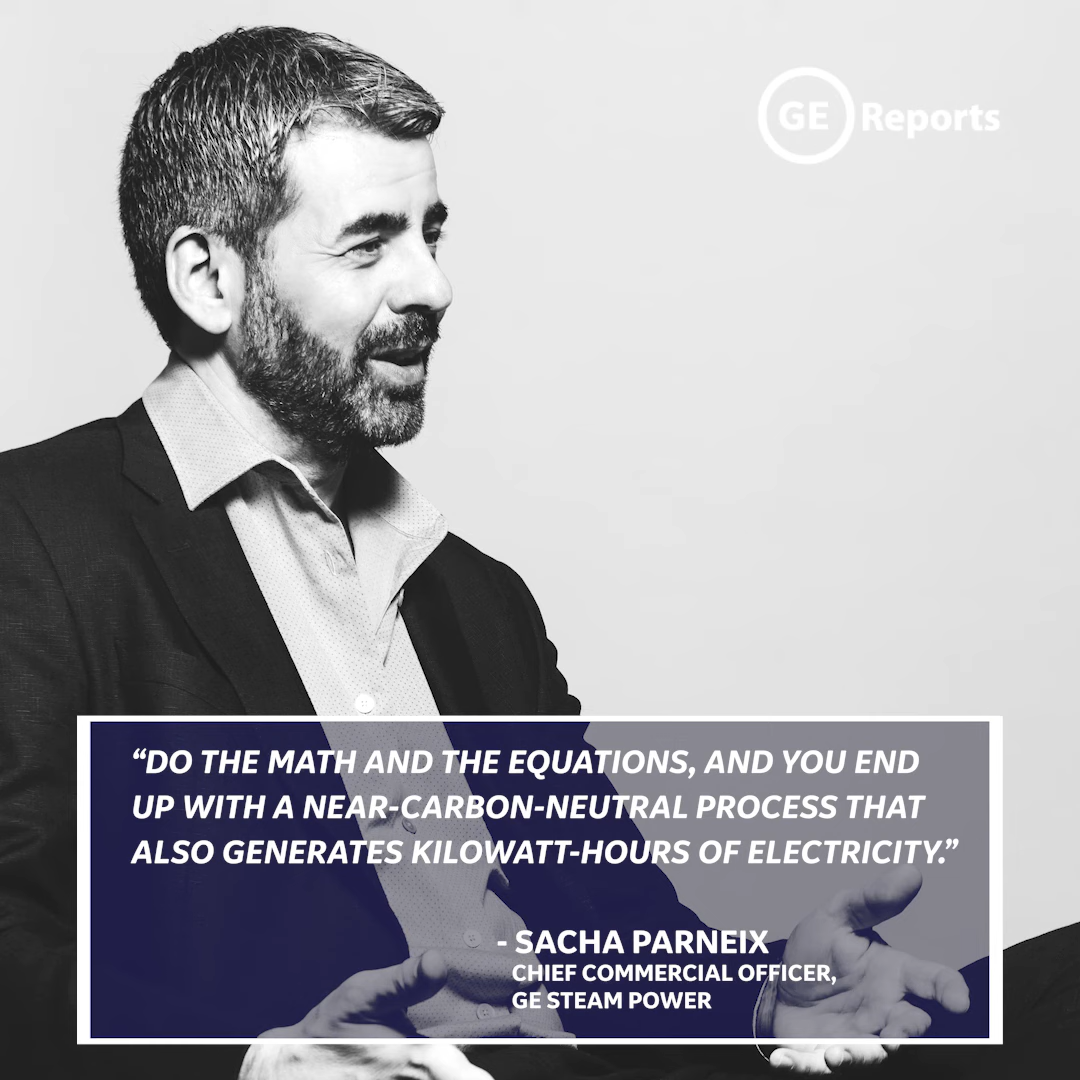 GE Reports
“DO THE MATH AND THE EQUATIONS, AND YOU END
UP WITH A NEAR-CARBON-NEUTRAL PROCESS THAT
ALSO GENERATES KILOWATT-HOURS OF ELECTRICITY.”
- SACHA PARNEIX
CHIEF COMMERCIAL OFFICER,
GE STEAM POWER